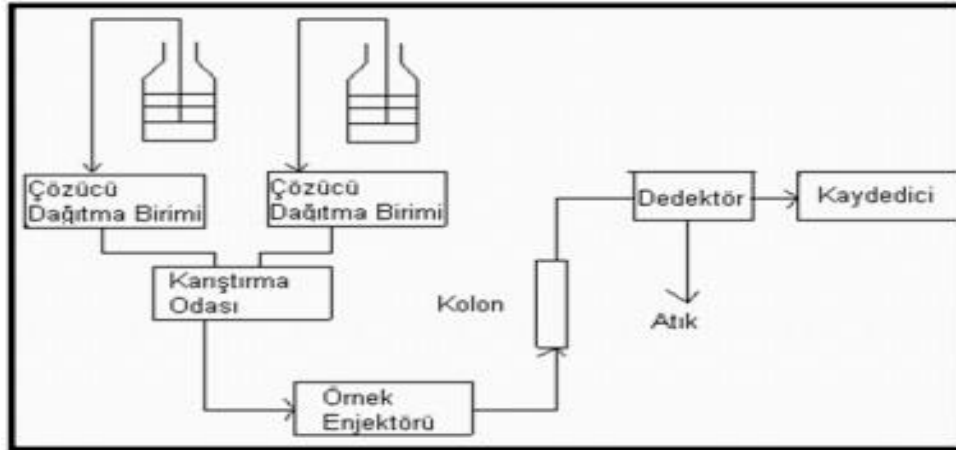 Çözücü
Dağıtma Birimi
Çözücü
Dağıtma Birimi
Karıştırma
Odası
Örnek
Enjektörü
Kolon
Dedektör
Atık
Kaydedici